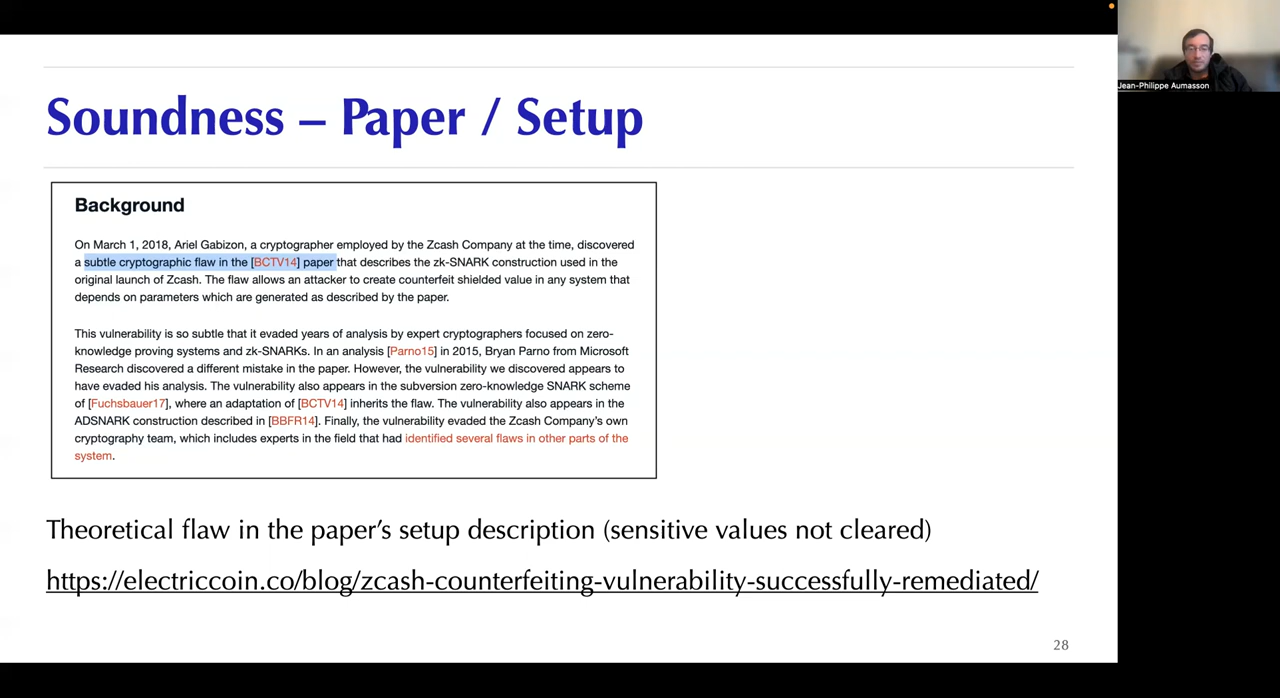 Jean-Philippe Aumasson
Soundness – Paper / Setup
Background
On March 1, 2018, Ariel Gabizon, a cryptographer employed by the Zcash Company at the time, discovered
a subtle cryptographic flaw in the [BCTV14] paper that describes the zk-SNARK construction used in the
original launch of Zcash. The flaw allows an attacker to create counterfeit shielded value in any system that
depends on parameters which are generated as described by the paper.
This vulnerability is so subtle that it evaded years of analysis by expert cryptographers focused on zero-
knowledge proving systems and zk-SNARKs. In an analysis [Parno15] in 2015, Bryan Parno from Microsoft
Research discovered a different mistake in the paper. However, the vulnerability we discovered appears to
have evaded his analysis. The vulnerability also appears in the subversion zero-knowledge SNARK scheme
of [Fuchsbauer17], where an adaptation of [BCTV14] inherits the flaw. The vulnerability also appears in the
ADSNARK construction described in [BBFR14]. Finally, the vulnerability evaded the Zcash Company's own
cryptography team, which includes experts in the field that had identified several flaws in other parts of the
system.
Theoretical flaw in the paper's setup description (sensitive values not cleared)
https://electriccoin.co/blog/zcash-counterfeiting-vulnerability-successfully-remediated/
28